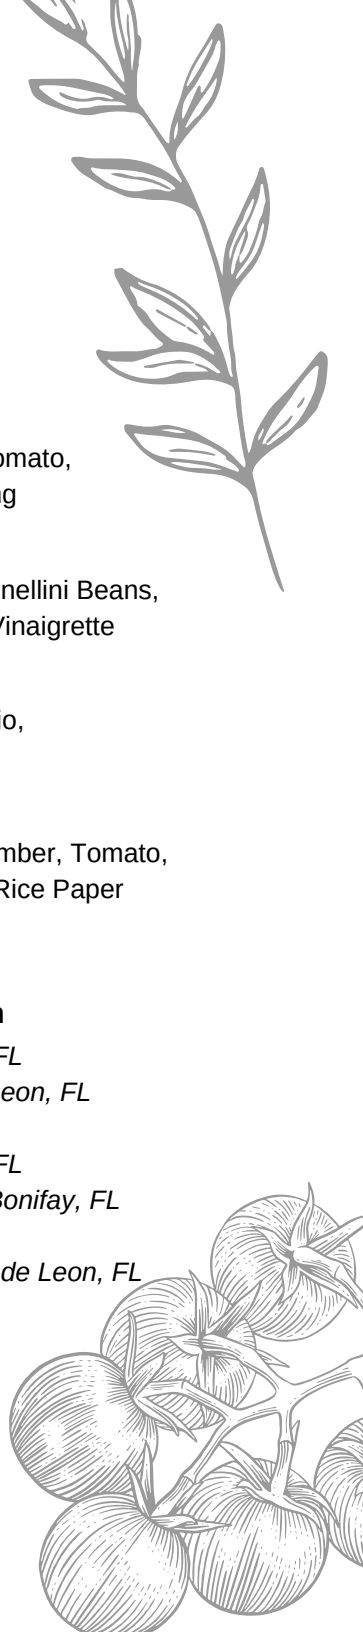 omato,
ng
nellini Beans,
Vinaigrette
io,
mber, Tomato,
Rice Paper
n
FL
eon, FL
FL
Bonifay, FL
de Leon, FL